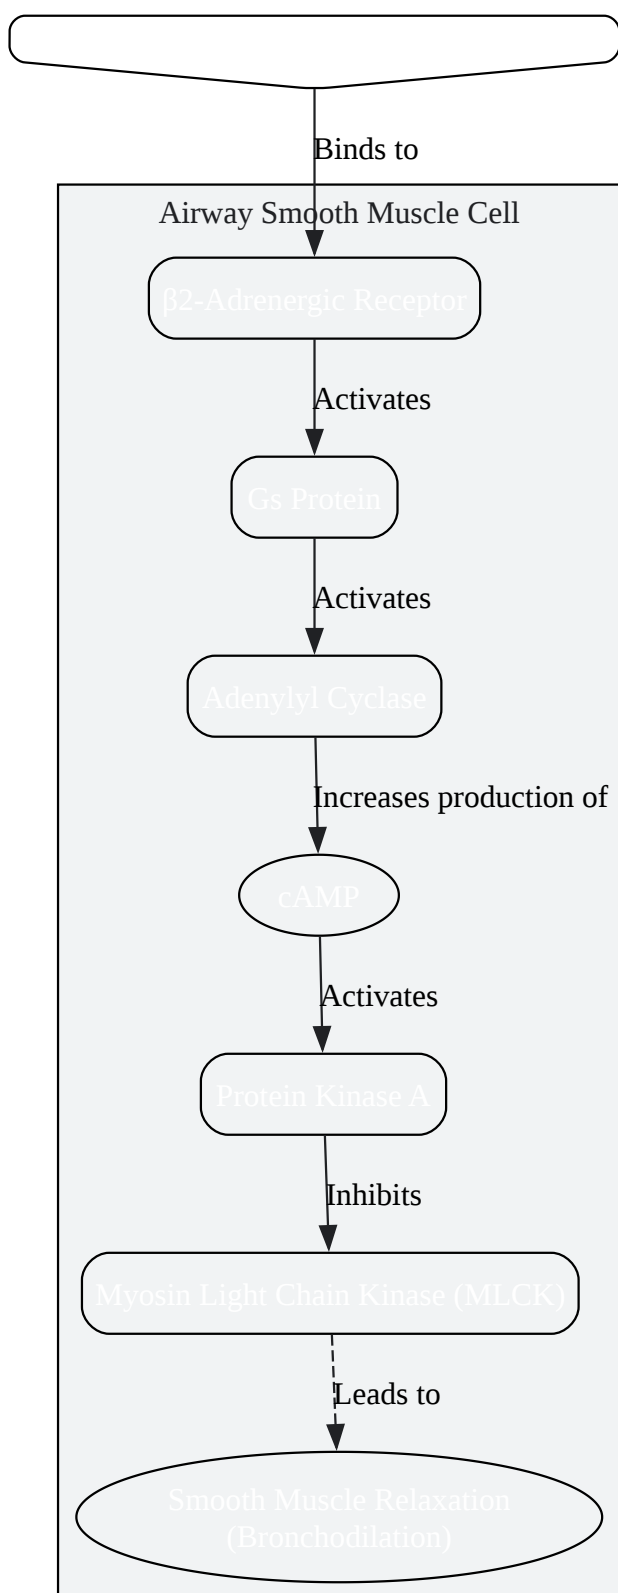 Binds to
Airway Smooth Muscle Cell
β2-Adrenergic Receptor
Activates
Gs Protein
Activates
Adenylyl Cyclase
Increases production of
cAMP
Activates
Protein Kinase A
Inhibits
Myosin Light Chain Kinase (MLCK)
Leads to
Smooth Muscle Relaxation
(Bronchodilation)